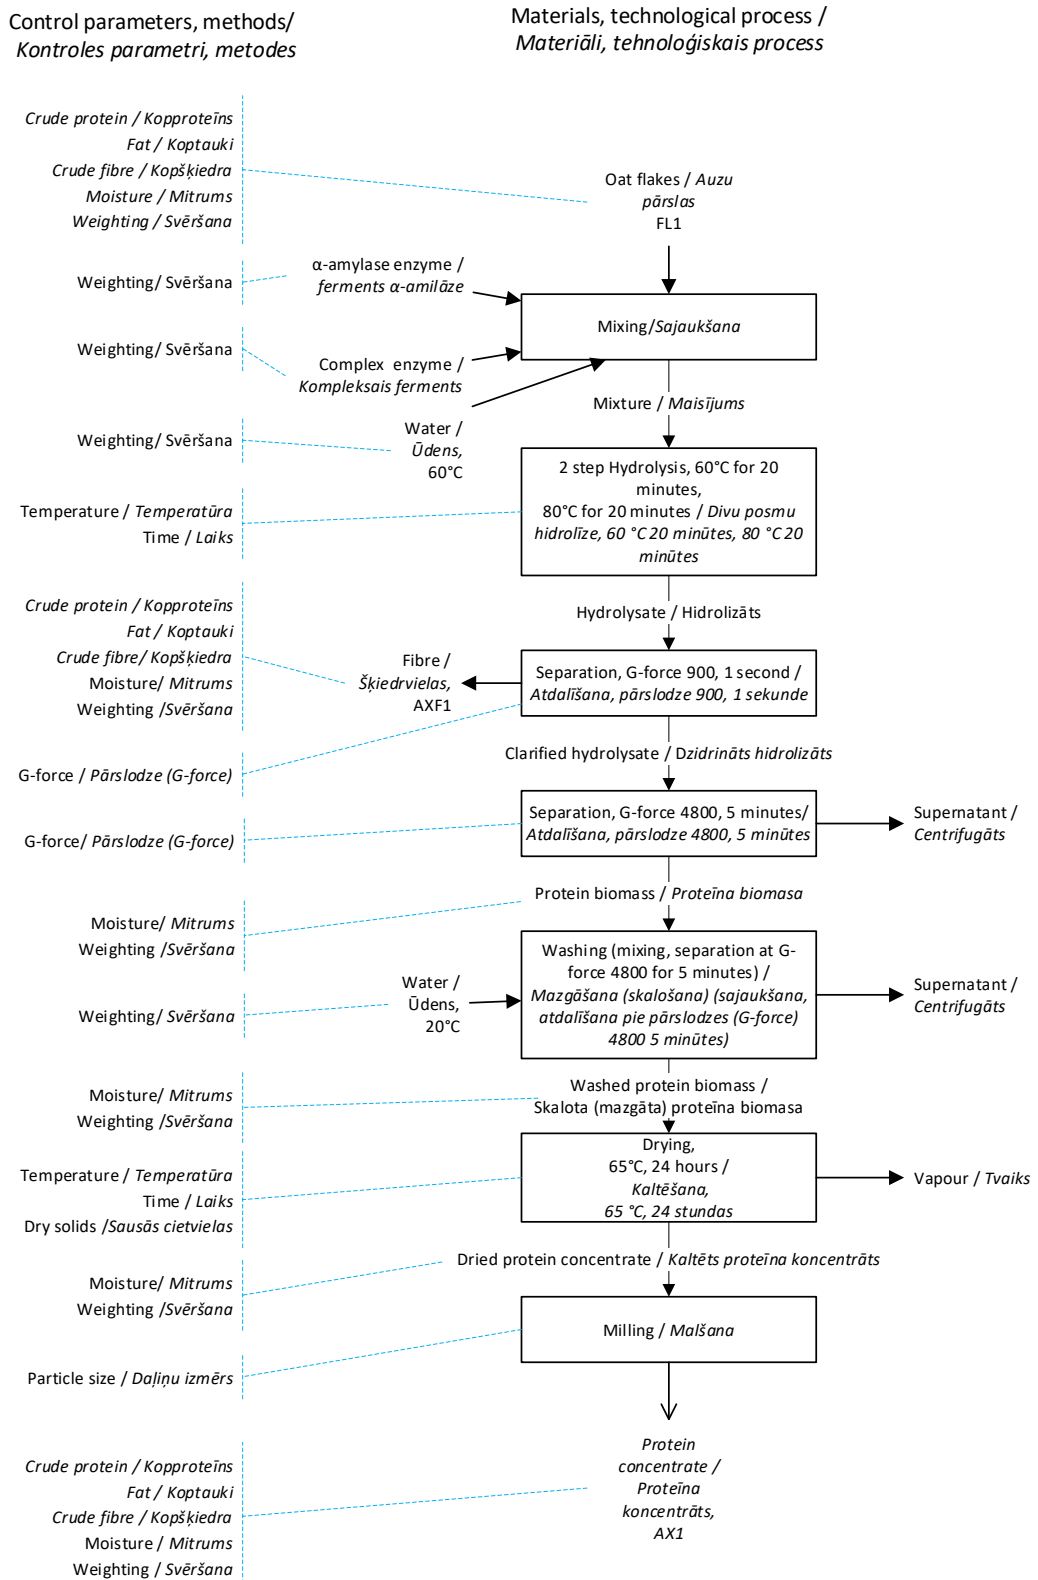 Control parameters, methods/
Kontroles parametri, metodes
Materials, technological process /
Materiāli, tehnoloģiskais process
Crude protein / Kopproteīns
Fat / Koptauki
Crude fibre / Kopšķiedra
Moisture / Mitrums
Weighting / Svēršana
Oat flakes / Auzu
pārslas
FL1
Weighting/ Svēršana
α-amylase enzyme /
ferments α-amilāze
Mixing/Sajaukšana
Weighting/ Svēršana
Complex  enzyme /
Kompleksais ferments
Mixture / Maisījums
Weighting/ Svēršana
Water /
Ūdens,
60°C
2 step Hydrolysis, 60°C for 20
minutes,
80°C for 20 minutes / Divu posmu
hidrolīze, 60 °C 20 minūtes, 80 °C 20
minūtes
Temperature / Temperatūra
Time / Laiks
Hydrolysate / Hidrolizāts
Crude protein / Kopproteīns
Fat / Koptauki
Crude fibre/ Kopšķiedra
Moisture/ Mitrums
Weighting /Svēršana
Fibre /
Šķiedrvielas,
AXF1
Separation, G-force 900, 1 second /
Atdalīšana, pārslodze 900, 1 sekunde
Clarified hydrolysate / Dzidrināts hidrolizāts
G-force / Pārslodze (G-force)
Separation, G-force 4800, 5 minutes/
Atdalīšana, pārslodze 4800, 5 minūtes
Supernatant /
Centrifugāts
G-force/ Pārslodze (G-force)
Protein biomass / Proteīna biomasa
Moisture/ Mitrums
Weighting /Svēršana
Washing (mixing, separation at G-
force 4800 for 5 minutes) /
Mazgāšana (skalošana) (sajaukšana,
atdalīšana pie pārslodzes (G-force)
4800 5 minūtes)
Water /
Ūdens,
20°C
Supernatant /
Centrifugāts
Weighting/ Svēršana
Washed protein biomass /
Skalota (mazgāta) proteīna biomasa
Moisture/ Mitrums
Weighting /Svēršana
Drying,
65°C, 24 hours /
Kaltēšana,
65 °C, 24 stundas
Vapour / Tvaiks
Temperature / Temperatūra
Time / Laiks
Dry solids /Sausās cietvielas
Dried protein concentrate / Kaltēts proteīna koncentrāts
Moisture/ Mitrums
Weighting /Svēršana
Milling / Malšana
Particle size / Daļiņu izmērs
Protein
concentrate /
Proteīna
koncentrāts,
AX1
Crude protein / Kopproteīns
Fat / Koptauki
Crude fibre / Kopšķiedra
Moisture / Mitrums
Weighting / Svēršana